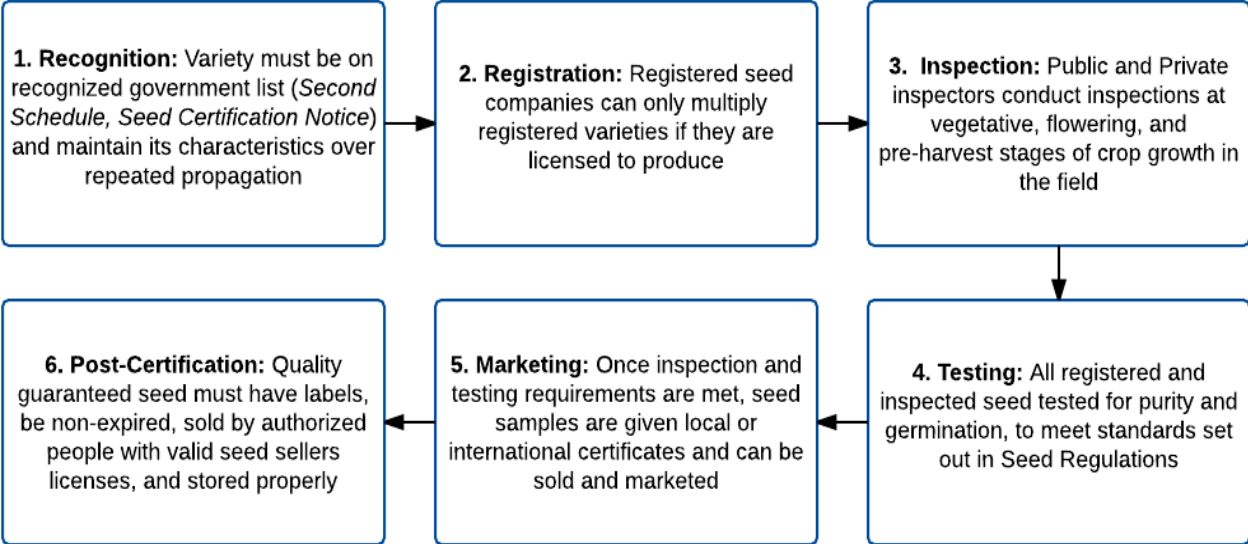 1. Recognition: Variety must be on
recognized government list (Second
Schedule, Seed Certification Notice)
and maintain its characteristics over
repeated propagation
2. Registration: Registered seed
companies can only multiply
registered varieties if they are
licensed to produce
3. Inspection: Public and Private
inspectors conduct inspections at
vegetative, flowering, and
pre-harvest stages of crop growth in
the field
4. Testing: All registered and
inspected seed tested for purity and
germination, to meet standards set
out in Seed Regulations
5. Marketing: Once inspection and
testing requirements are met, seed
samples are given local or
international certificates and can be
sold and marketed
6. Post-Certification: Quality
guaranteed seed must have labels,
be non-expired, sold by authorized
people with valid seed sellers
licenses, and stored properly